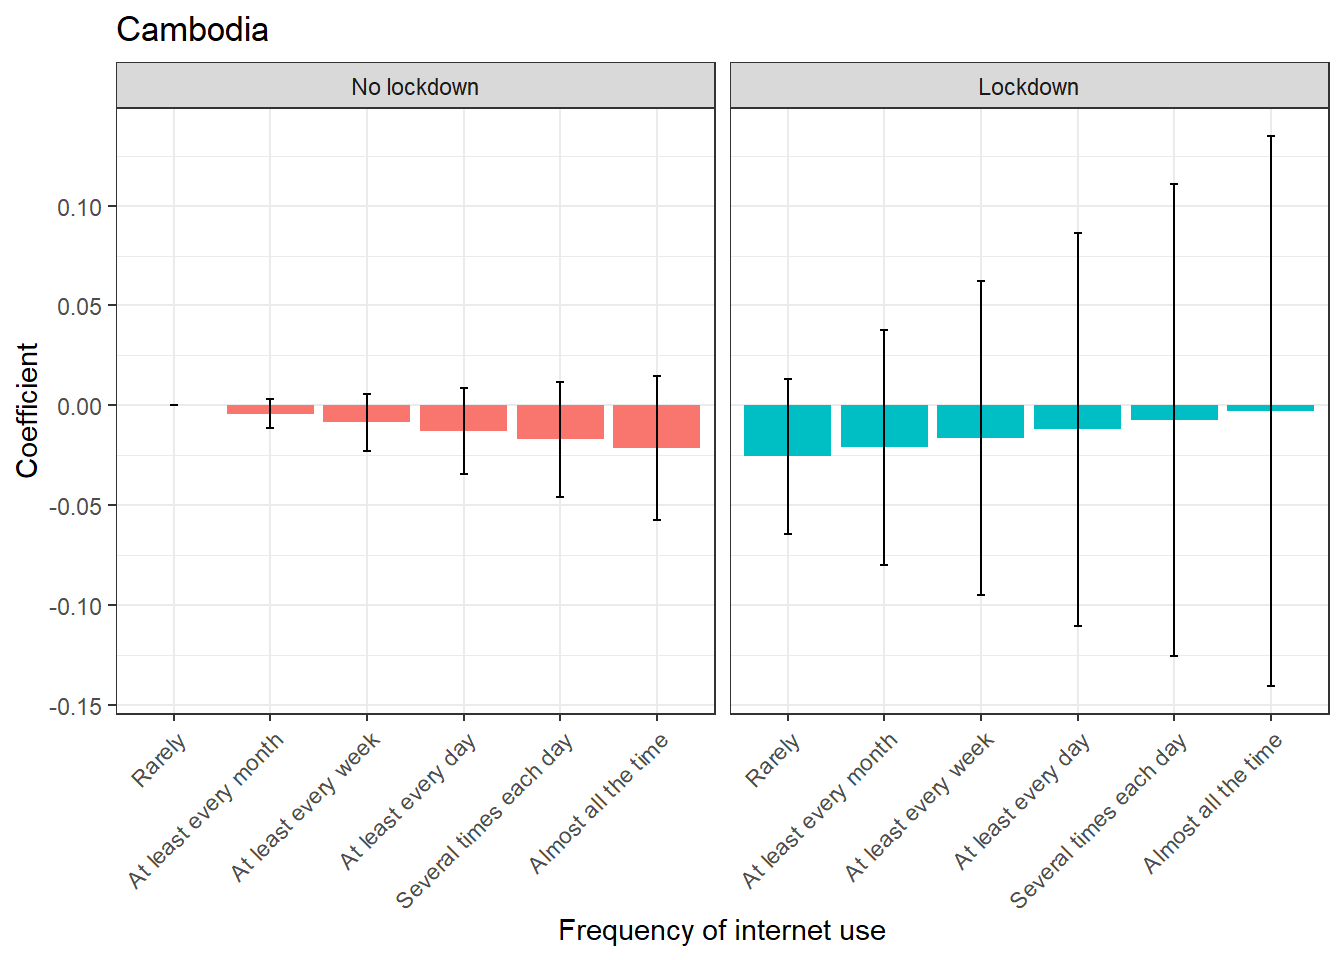 Cambodia
No lockdown
Lockdown
Coefficient
0.10
0.05
0.00
-0.05
-0.10
-0.15
Rarely
At least every month
At least every week
At least every day
Several times each day
Almost all the time
Rarely
At least every month
At least every week
At least every day
Several times each day
Almost all the time
Frequency of internet use